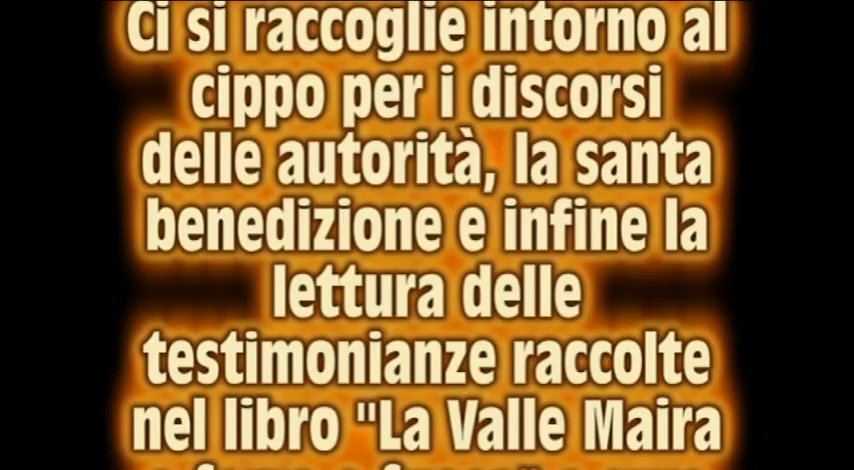 Ci si raccoglie intorno al
cippo per i discorsi
delle autorità, la santa
benedizione e infine la
lettura delle
testimonianze raccolte
nel libro "La Valle Maira